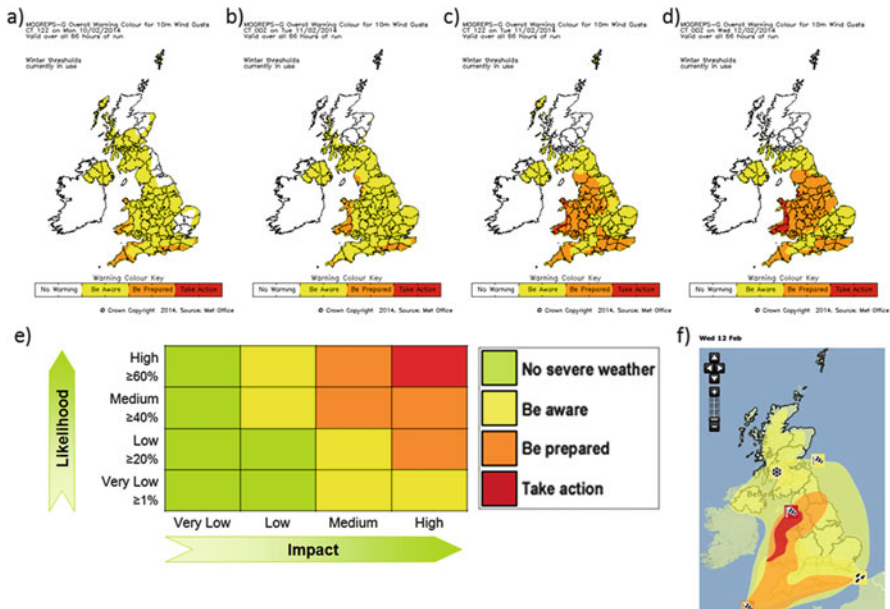 a)
MOGREPS-G Overall Warning Colour for 10m Wind Gusts
CT_12Z on Mon 10/02/2014
Valid over all 66 hours of run
Winter thresholds
currently in use
Warning Colour Key
No Warning Be Aware Be Prepared Take Action
© Crown Copyright 2014. Source: Met Office
b)
MOGREPS-G Overall Warning Colour for 10m Wind Gusts
CT_00Z on Tue 11/02/2014
Valid over all 66 hours of run
Winter thresholds
currently in use
Warning Colour Key
No Warning Be Aware Be Prepared Take Action
© Crown Copyright 2014. Source: Met Office
c)
MOGREPS-G Overall Warning Colour for 10m Wind Gusts
CT_12Z on Tue 11/02/2014
Valid over all 66 hours of run
Winter thresholds
currently in use
Warning Colour Key
No Warning Be Aware Be Prepared Take Action
© Crown Copyright 2014. Source: Met Office
d)
MOGREPS-G Overall Warning Colour for 10m Wind Gusts
CT_00Z on Wed 12/02/2014
Valid over all 66 hours of run
Winter thresholds
currently in use
Warning Colour Key
No Warning Be Aware Be Prepared Take Action
© Crown Copyright 2014. Source: Met Office
e)
Likelihood
High
≥60%
Medium
≥40%
Low
≥20%
Very Low
≥1%
Very Low Low Medium High
Impact
No severe weather
Be aware
Be prepared
Take action
f)
Wed 12 Feb